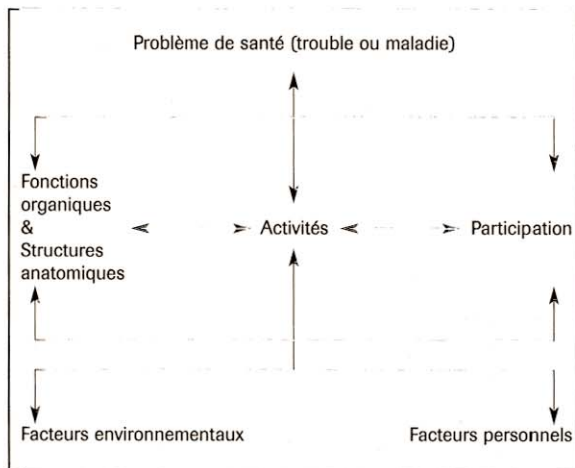 Problème de santé (trouble ou maladie)
Fonctions
organiques
&
Structures
anatomiques
Activités
Participation
Facteurs environnementaux
Facteurs personnels